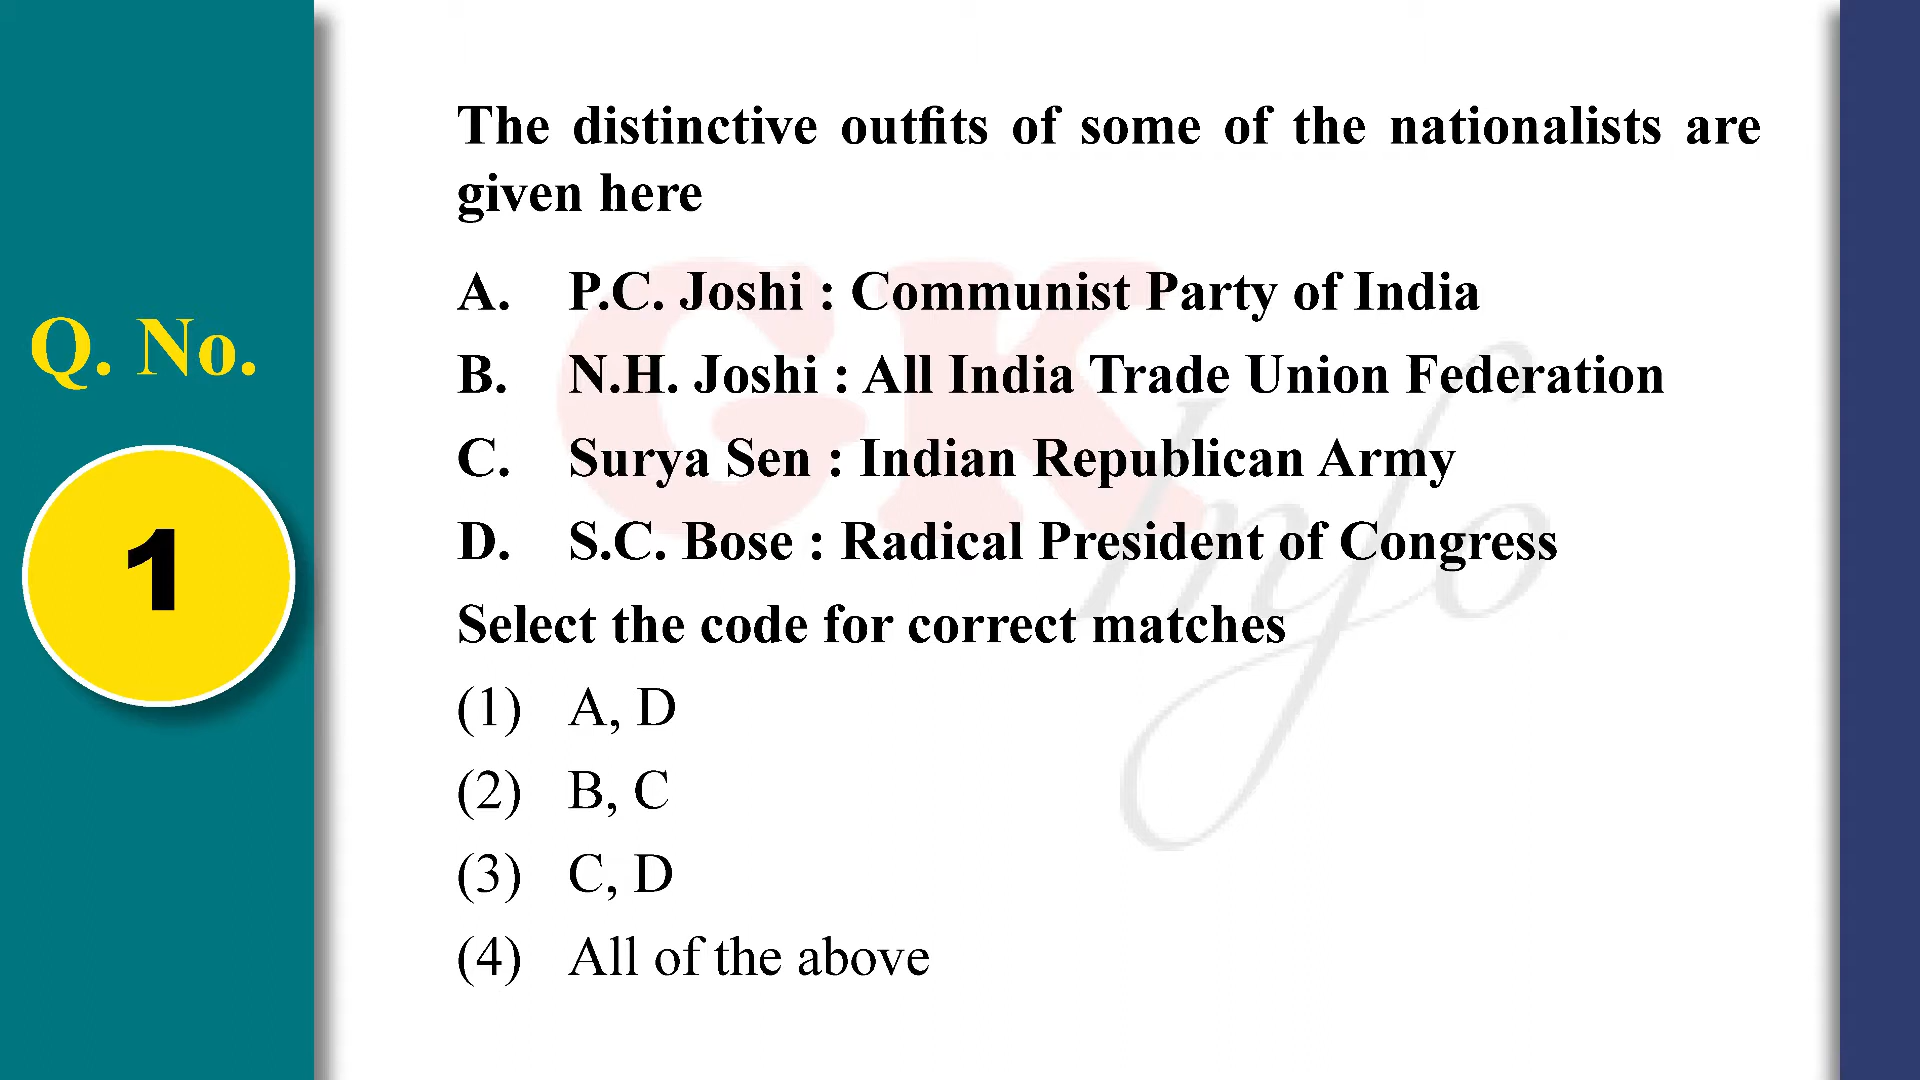 The distinctive outfits of some of the nationalists are
given here
A. P.C. Joshi : Communist Party of India
B. N.H. Joshi : All India Trade Union Federation
C. Surya Sen : Indian Republican Army
D. S.C. Bose : Radical President of Congress
Select the code for correct matches
(1) A, D
(2) B, C
(3) C, D
(4) All of the above
Q. No.
1
GK Info